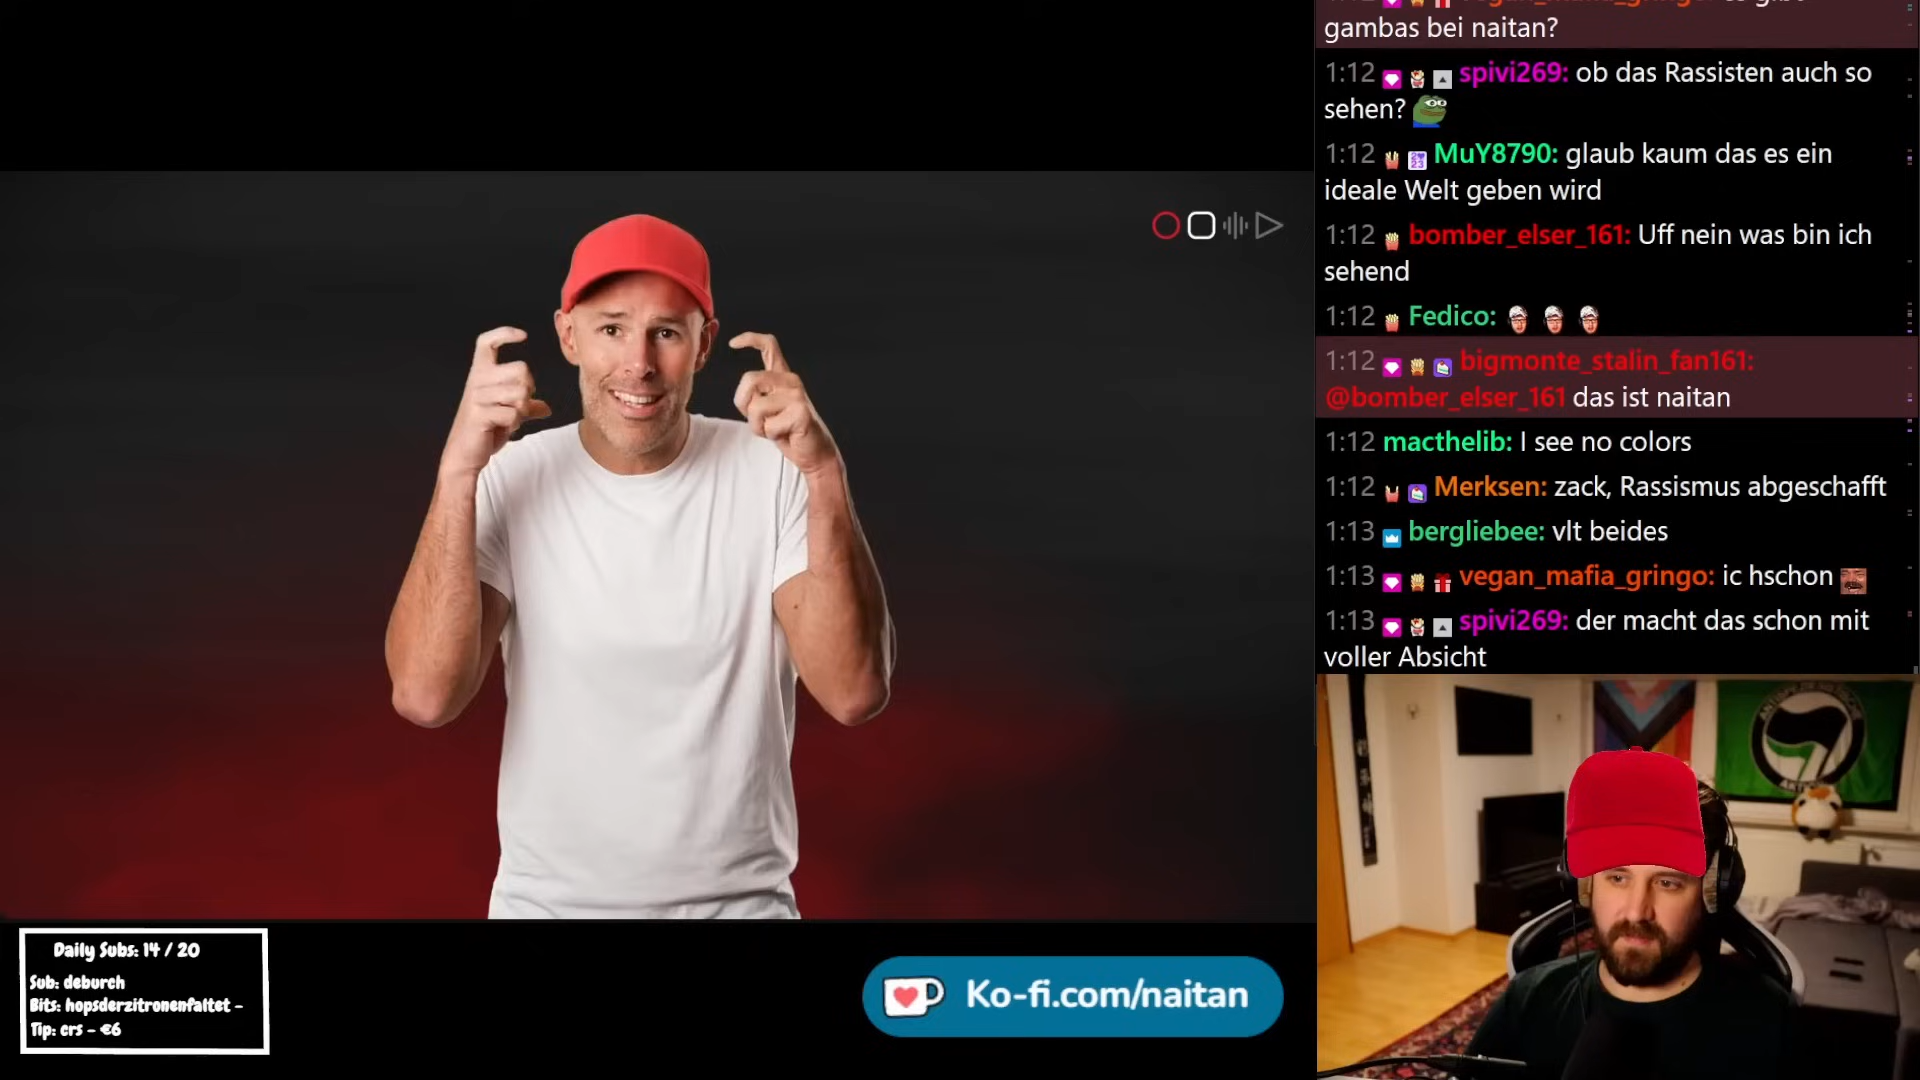 gambas bei naitan?
1:12 spivi269: ob das Rassisten auch so
sehen?
1:12 MuY8790: glaub kaum das es ein
ideale Welt geben wird
1:12 bomber_elser_161: Uff nein was bin ich
sehend
1:12 Fedico:
1:12 bigmonte_stalin_fan161:
@bomber_elser_161 das ist naitan
1:12 macthelib: I see no colors
1:12 Merksen: zack, Rassismus abgeschafft
1:13 bergliebee: vlt beides
1:13 vegan_mafia_gringo: ic hschon
1:13 spivi269: der macht das schon mit
voller Absicht
Daily Subs: 14 / 20
Sub: deburch
Bits: hopsderzitronenfaltet -
Tip: crs - €6
Ko-fi.com/naitan